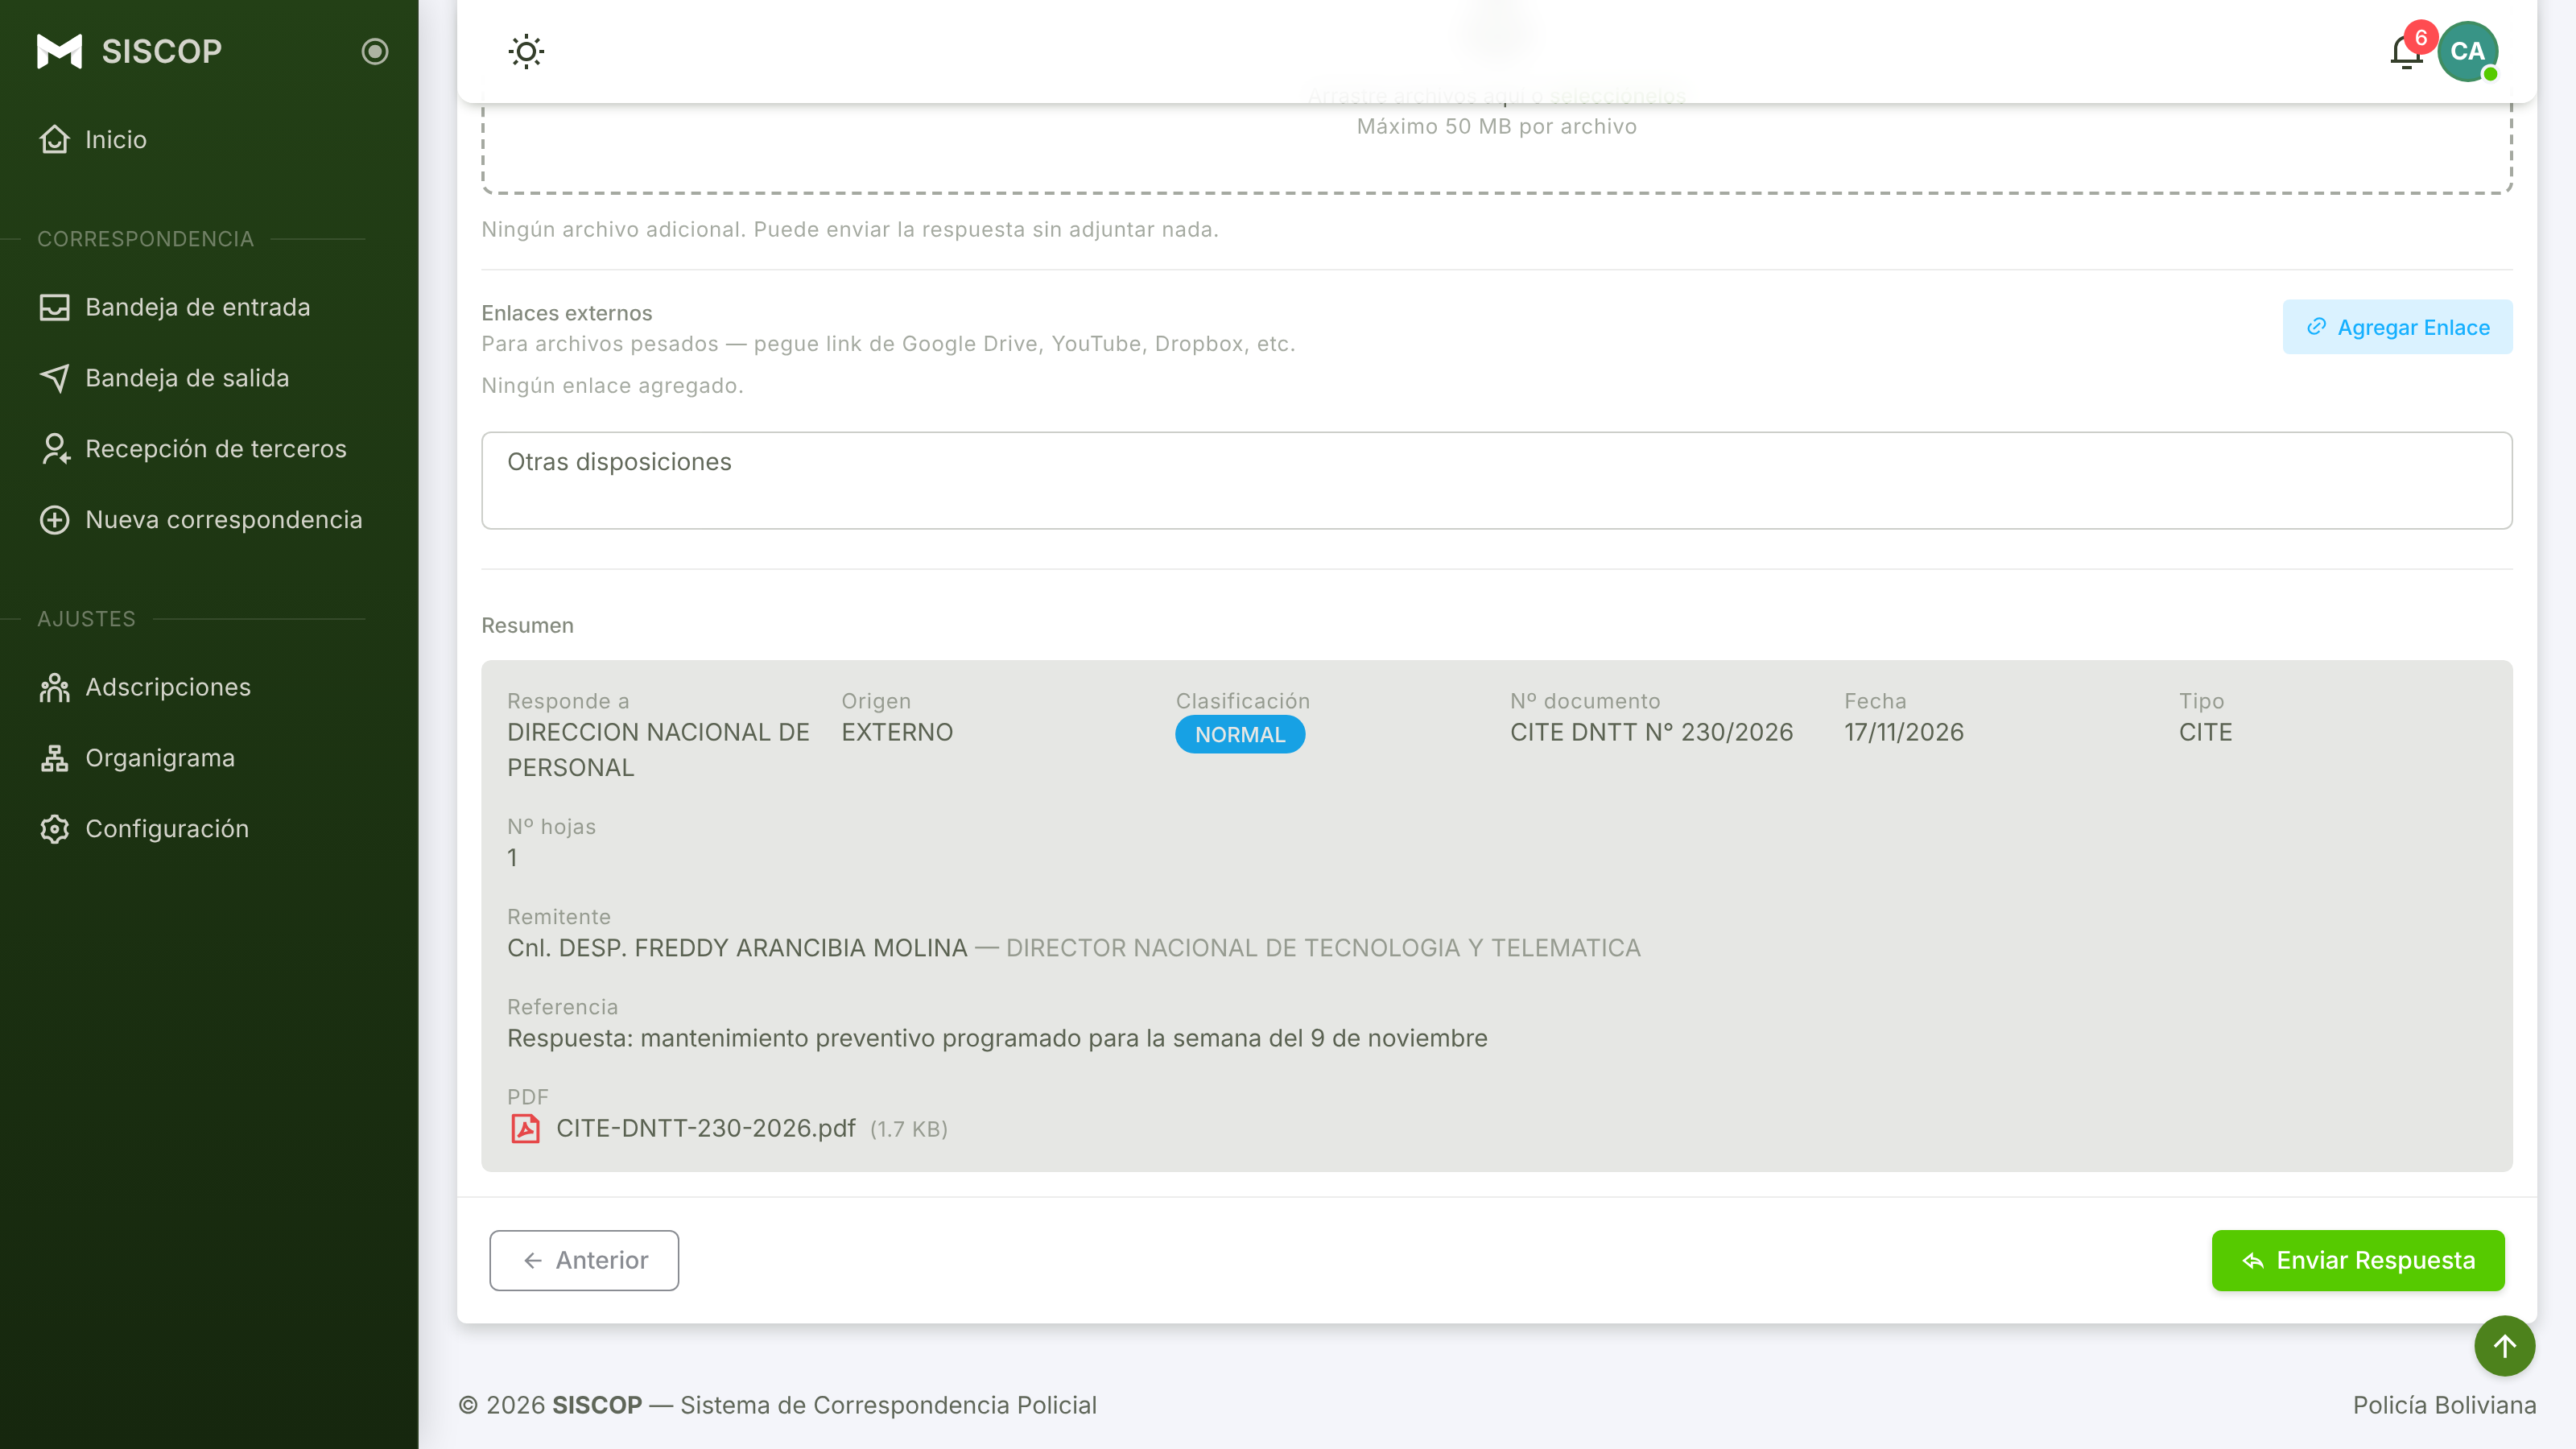 SISCOP
6
CA
Inicio
CORRESPONDENCIA
Bandeja de entrada
Bandeja de salida
Recepción de terceros
Nueva correspondencia
AJUSTES
Adscripciones
Organigrama
Configuración
Arrastre archivos aquí o selecciónelos
Máximo 50 MB por archivo
Ningún archivo adicional. Puede enviar la respuesta sin adjuntar nada.
Enlaces externos
Para archivos pesados — pegue link de Google Drive, YouTube, Dropbox, etc.
Agregar Enlace
Ningún enlace agregado.
Otras disposiciones
Resumen
Responde a
DIRECCION NACIONAL DE
PERSONAL
Origen
EXTERNO
Clasificación
NORMAL
Nº documento
CITE DNTT N° 230/2026
Fecha
17/11/2026
Tipo
CITE
Nº hojas
1
Remitente
Cnl. DESP. FREDDY ARANCIBIA MOLINA — DIRECTOR NACIONAL DE TECNOLOGIA Y TELEMATICA
Referencia
Respuesta: mantenimiento preventivo programado para la semana del 9 de noviembre
PDF
CITE-DNTT-230-2026.pdf (1.7 KB)
Anterior
Enviar Respuesta
© 2026 SISCOP — Sistema de Correspondencia Policial
Policía Boliviana